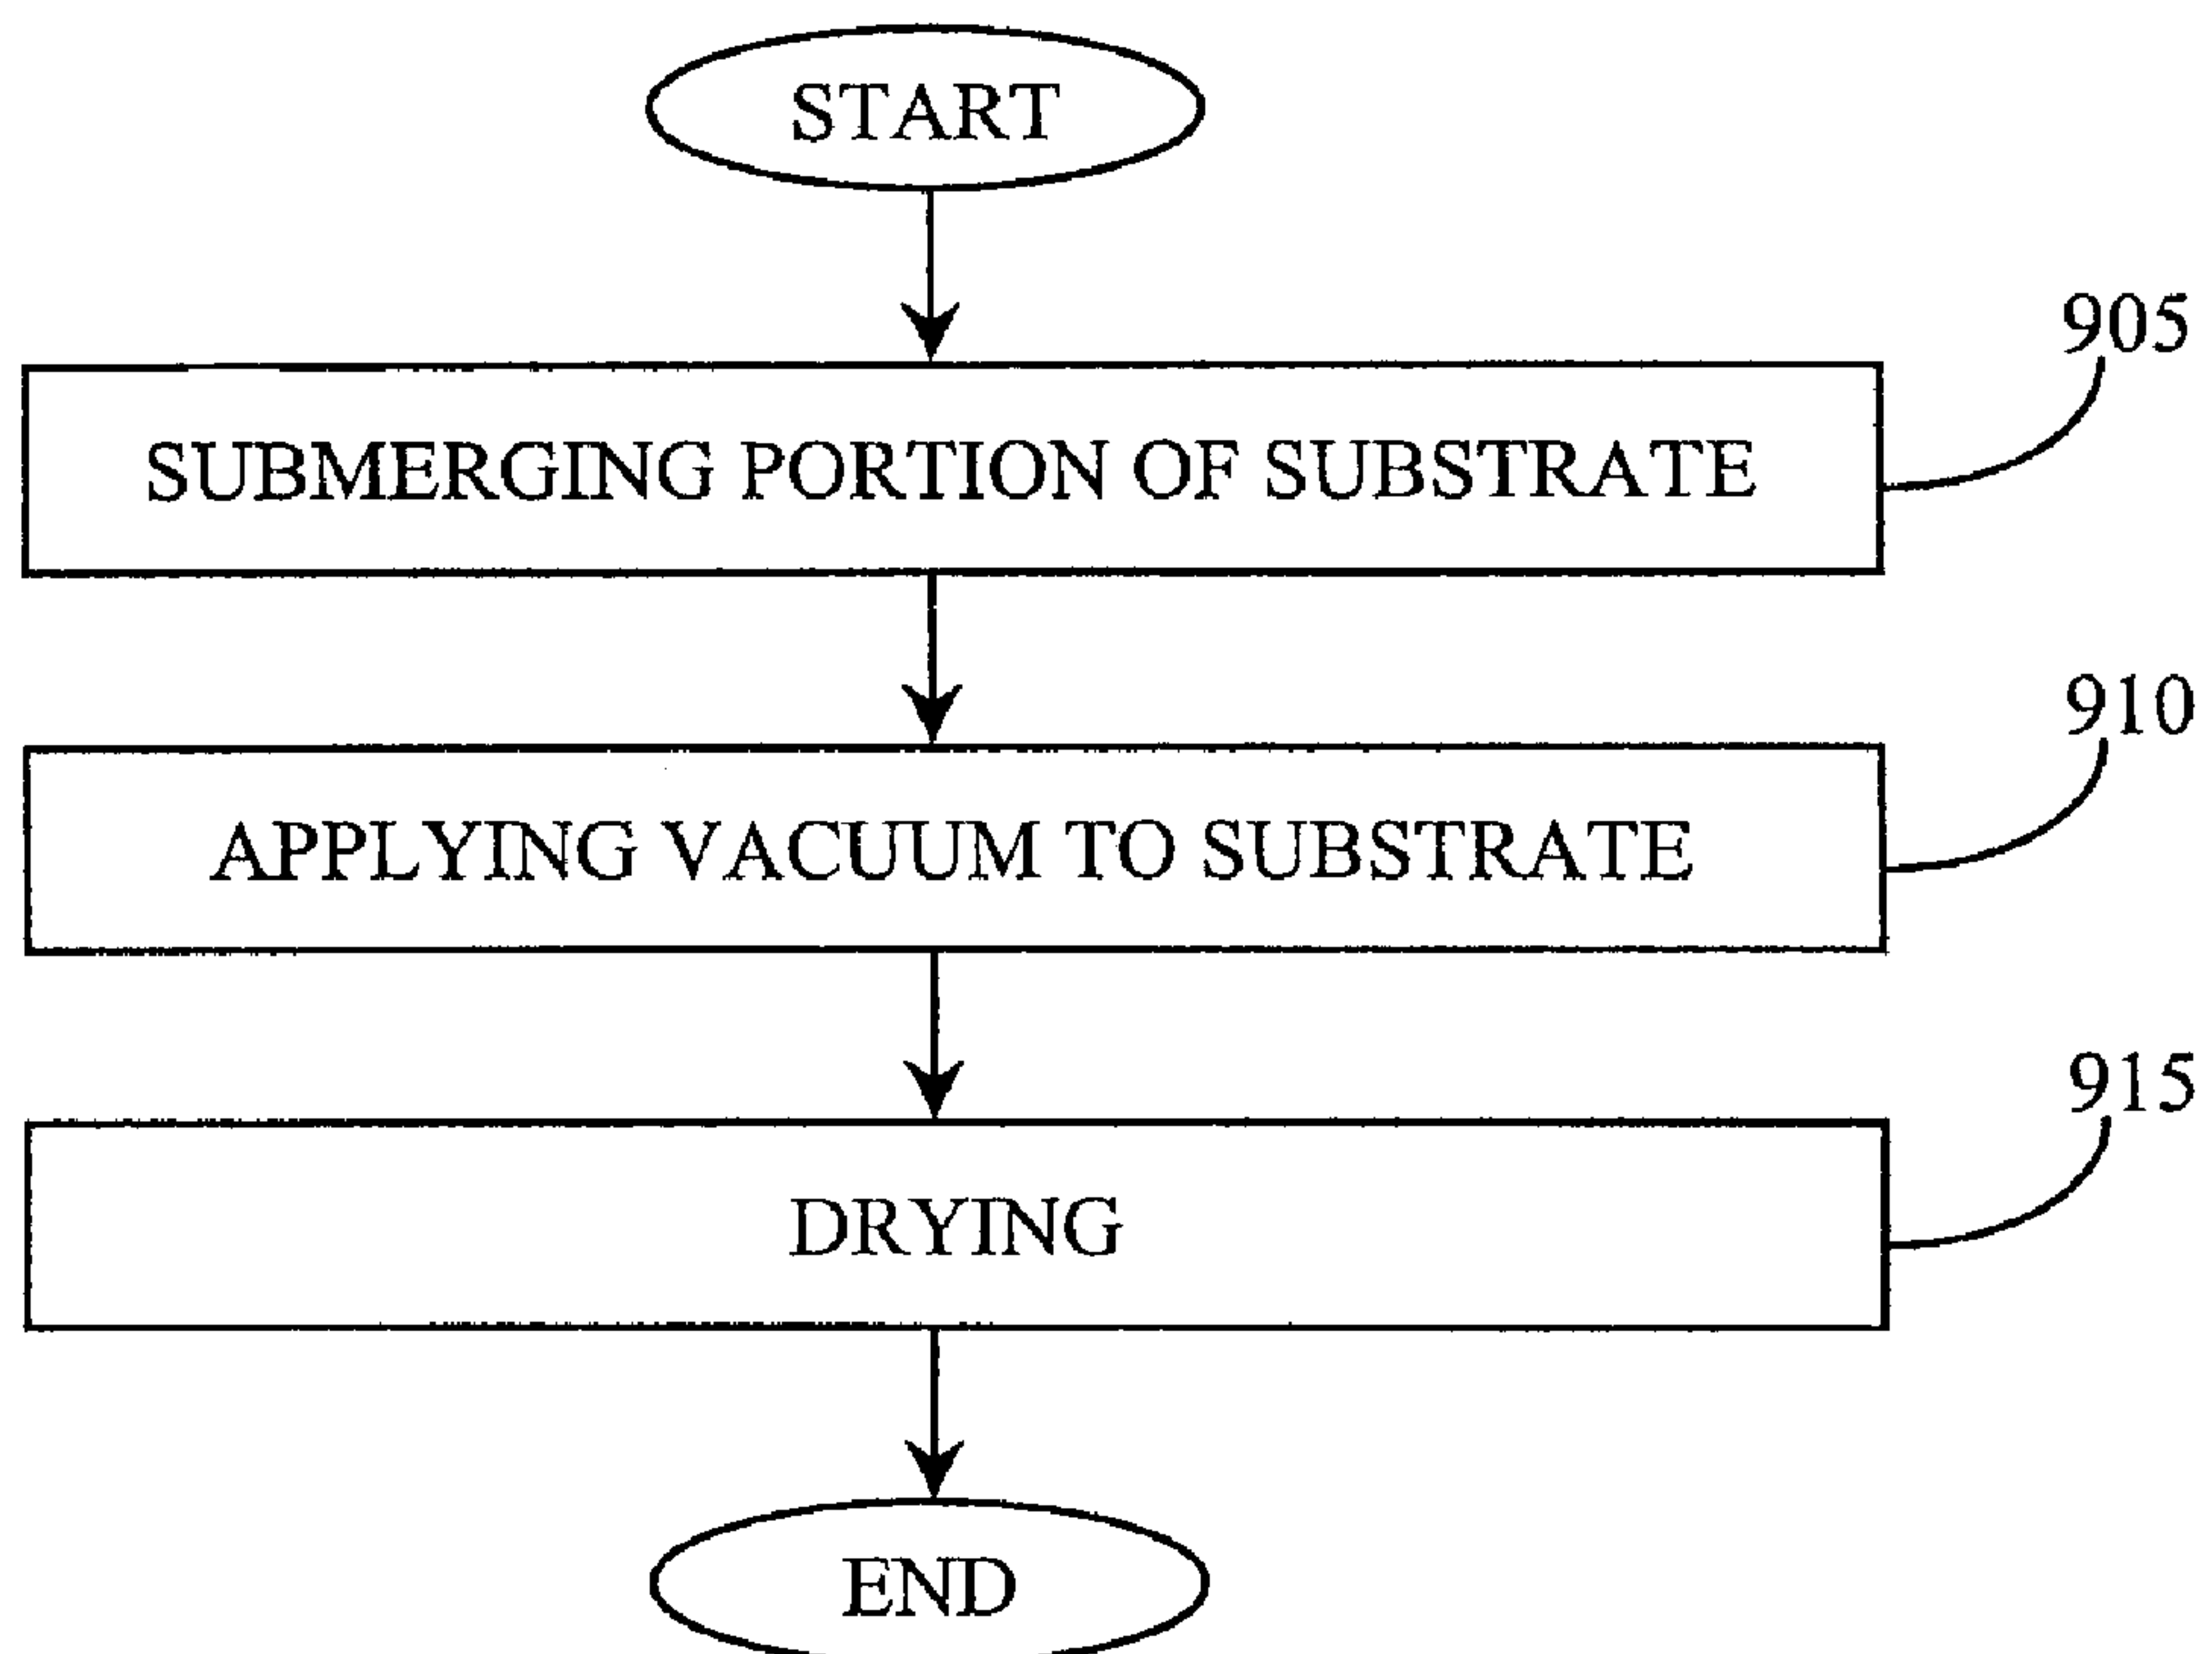 START
905
SUBMERGING PORTION OF SUBSTRATE
910
APPLYING VACUUM TO SUBSTRATE
915
DRYING
END